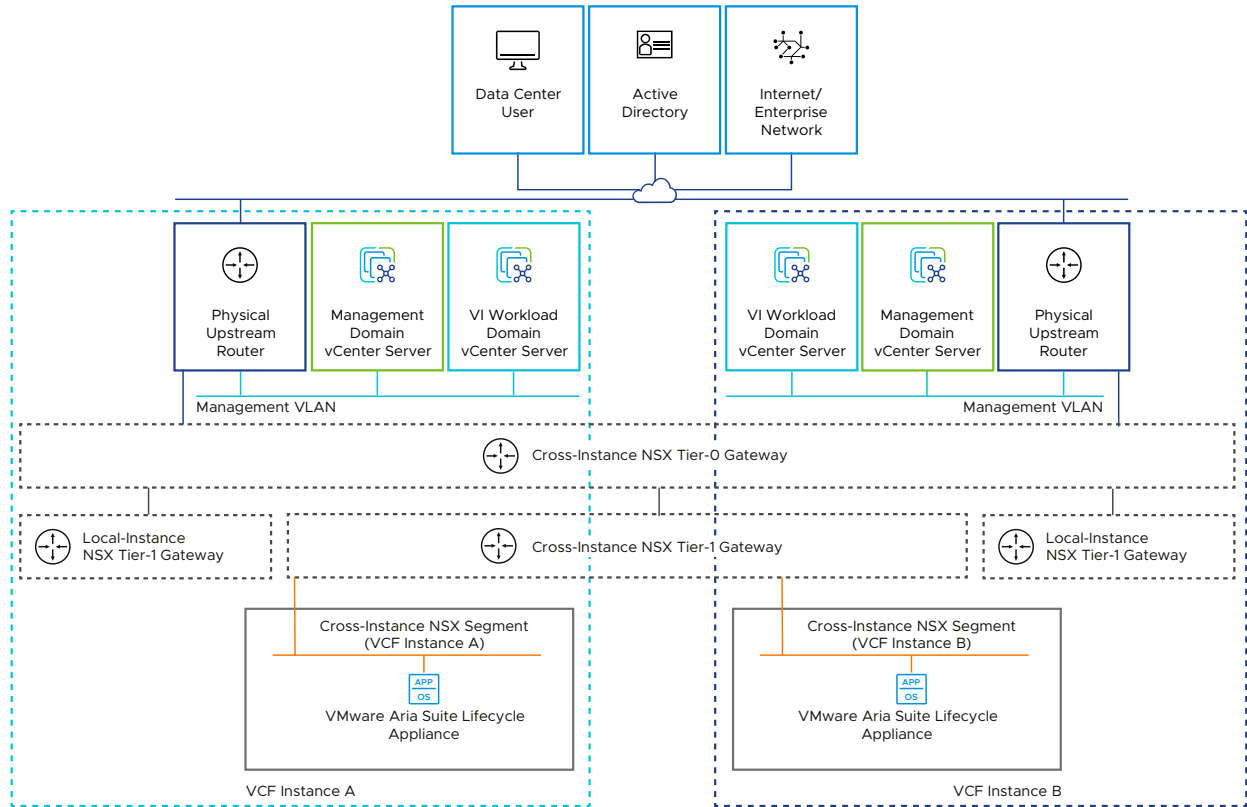 Data Center
User
Active
Directory
Internet/
Enterprise
Network
Physical
Upstream
Router
Management
Domain
vCenter Server
VI Workload
Domain
vCenter Server
VI Workload
Domain
vCenter Server
Management
Domain
vCenter Server
Physical
Upstream
Router
Management VLAN
Management VLAN
Cross-Instance NSX Tier-0 Gateway
Local-Instance
NSX Tier-1 Gateway
Cross-Instance NSX Tier-1 Gateway
Local-Instance
NSX Tier-1 Gateway
Cross-Instance NSX Segment
(VCF Instance A)
APP
OS
VMware Aria Suite Lifecycle
Appliance
VCF Instance A
Cross-Instance NSX Segment
(VCF Instance B)
APP
OS
VMware Aria Suite Lifecycle
Appliance
VCF Instance B